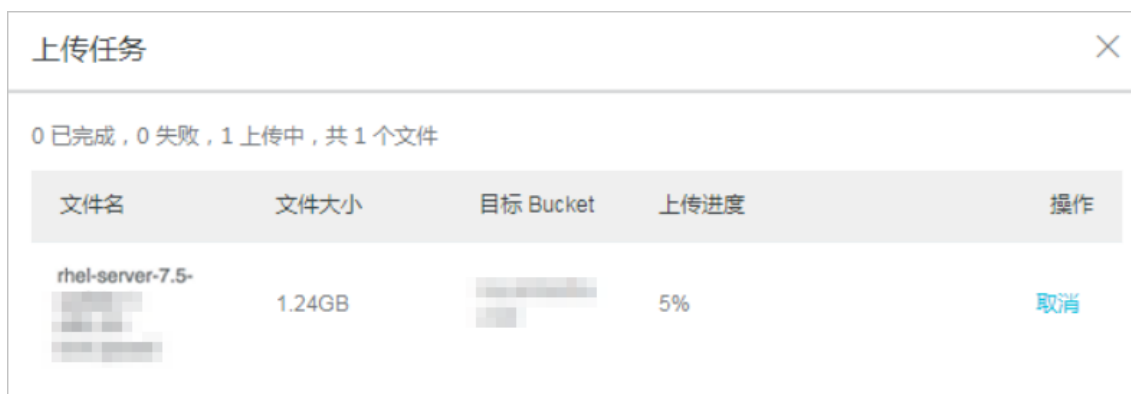 上传任务
0 已完成，0 失败，1 上传中，共 1 个文件
文件名 文件大小 目标 Bucket 上传进度 操作
rhel-server-7.5-
1.24GB 5% 取消